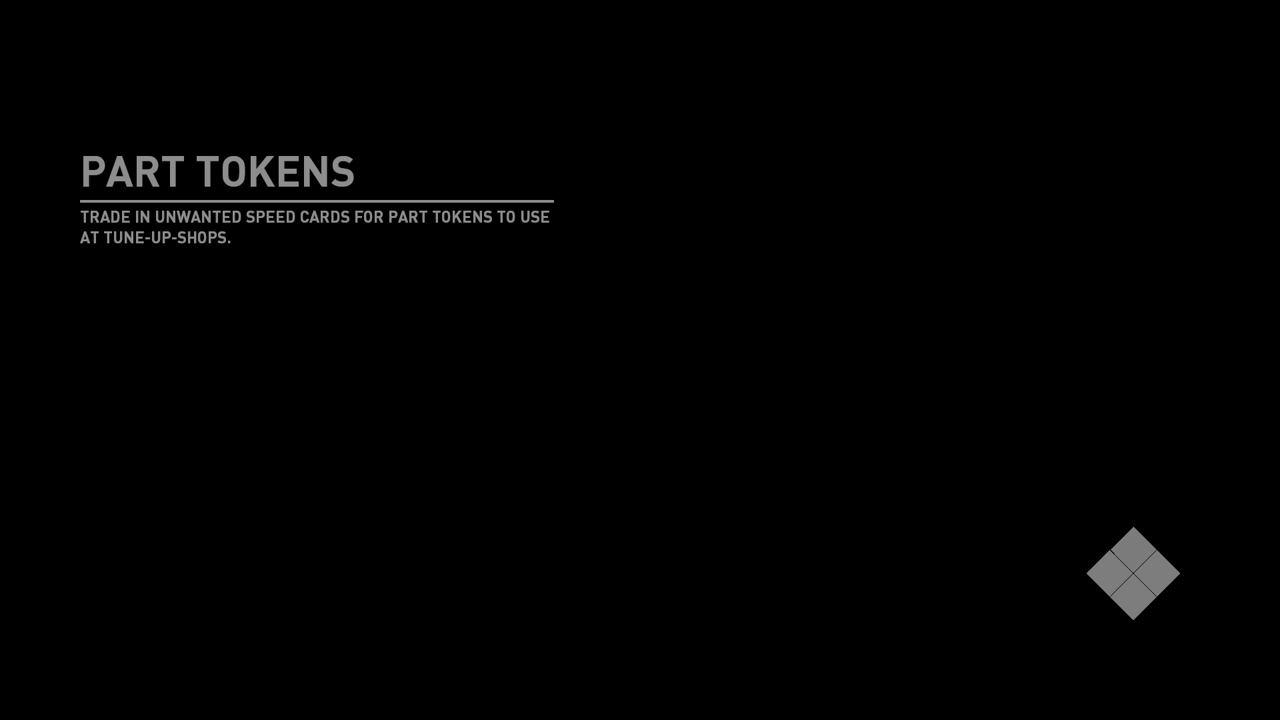 PART TOKENS
TRADE IN UNWANTED SPEED CARDS FOR PART TOKENS TO USE
AT TUNE-UP-SHOPS.